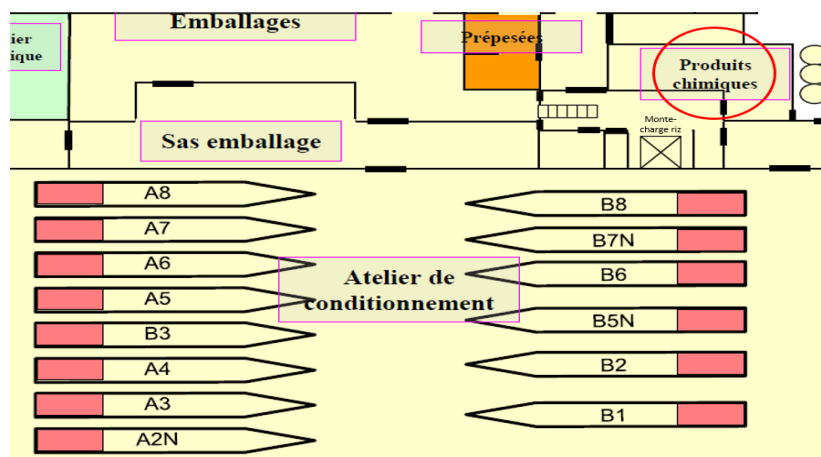 Emballages
ier
ique
Prépesées
Produits
chimiques
Sas emballage
Monte-
charge riz
A8
A7
A6
A5
B3
A4
A3
A2N
Atelier de
conditionnement
B8
B7N
B6
B5N
B2
B1